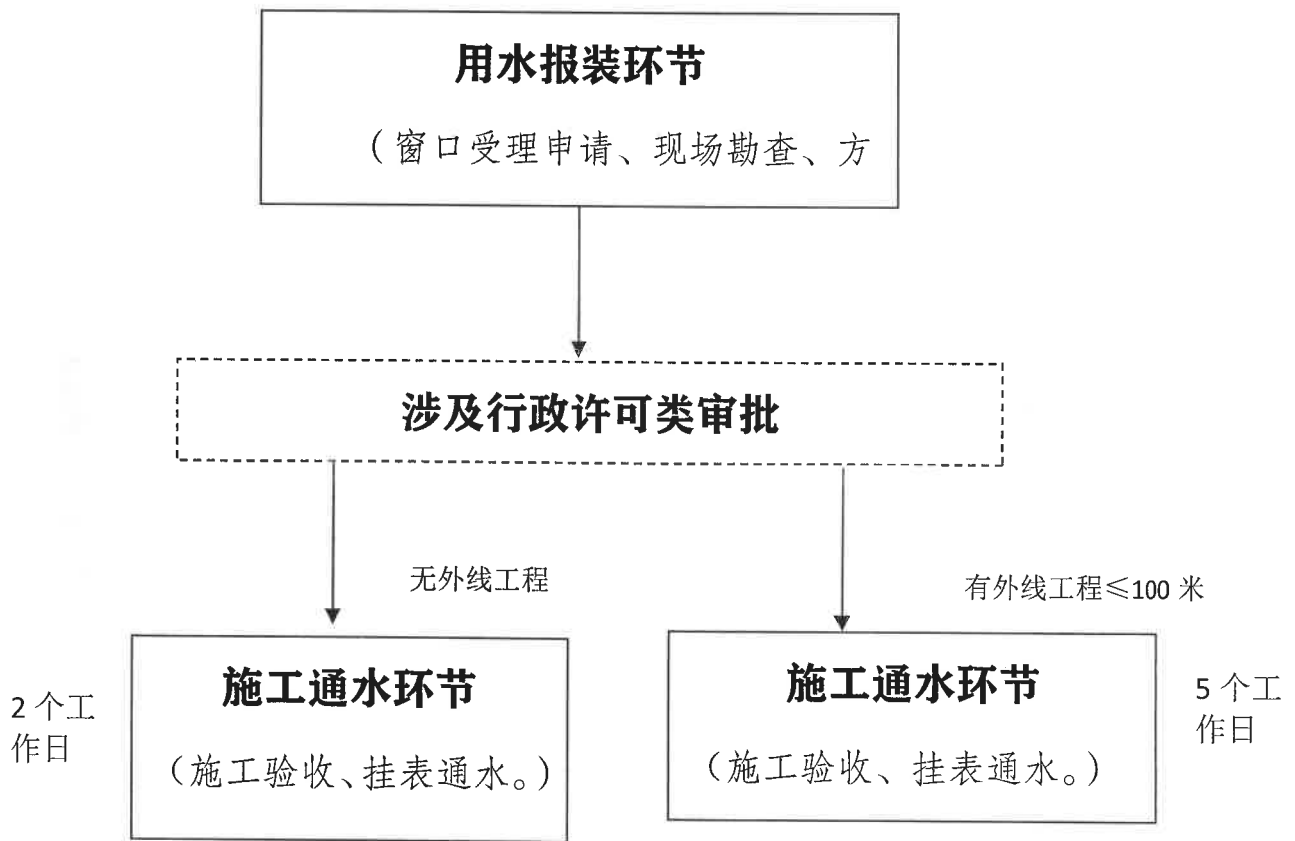 用水报装环节
（窗口受理申请、现场勘查、方
涉及行政许可类审批
无外线工程
有外线工程≤100 米
施工通水环节
（施工验收、挂表通水。）
2 个工
作日
施工通水环节
（施工验收、挂表通水。）
5 个工
作日